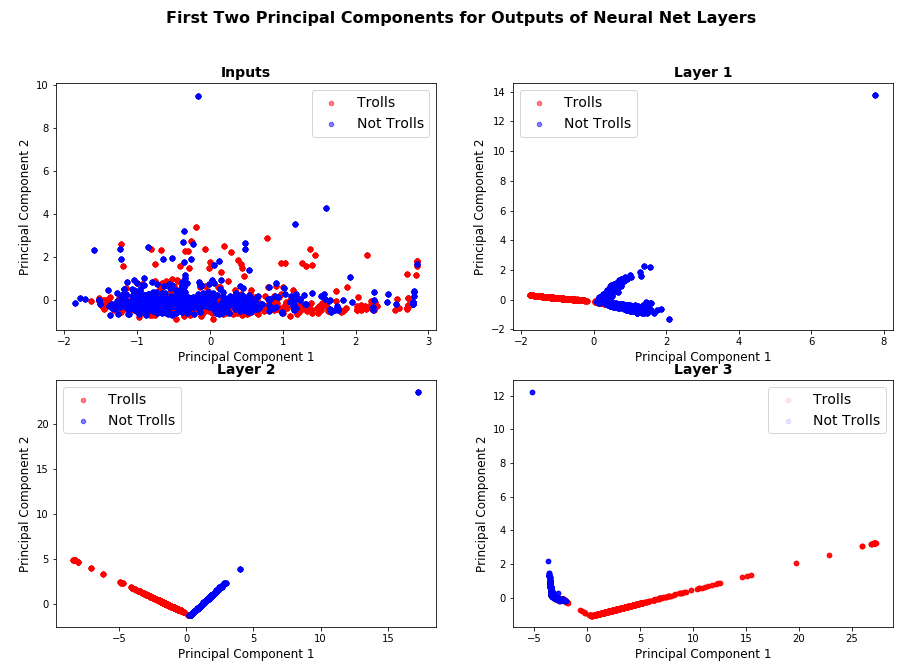 First Two Principal Components for Outputs of Neural Net Layers
Inputs
Trolls
Not Trolls
10
8
6
4
2
0
−2
−1
0
1
2
3
Principal Component 2
Principal Component 1
Layer 1
Trolls
Not Trolls
14
12
10
8
6
4
2
0
−2
−2
0
2
4
6
8
Principal Component 2
Principal Component 1
Layer 2
Trolls
Not Trolls
20
15
10
5
0
−5
0
5
10
15
Principal Component 2
Principal Component 1
Layer 3
Trolls
Not Trolls
12
10
8
6
4
2
0
−5
0
5
10
15
20
25
Principal Component 2
Principal Component 1